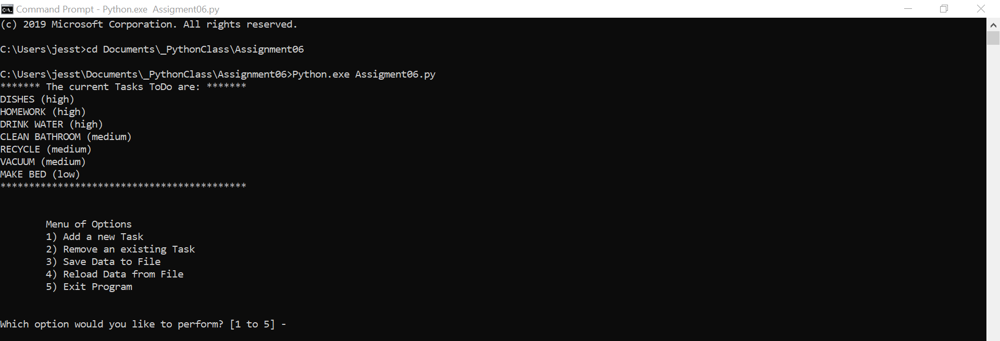 Command Prompt - Python.exe  Assigment06.py
(c) 2019 Microsoft Corporation. All rights reserved.
C:\Users\jesst>cd Documents\_PythonClass\Assignment06
C:\Users\jesst\Documents\_PythonClass\Assignment06>Python.exe Assigment06.py
******* The current Tasks ToDo are: *******
DISHES (high)
HOMEWORK (high)
DRINK WATER (high)
CLEAN BATHROOM (medium)
RECYCLE (medium)
VACUUM (medium)
MAKE BED (low)
*******************************************
Menu of Options
1) Add a new Task
2) Remove an existing Task
3) Save Data to File
4) Reload Data from File
5) Exit Program
Which option would you like to perform? [1 to 5] -